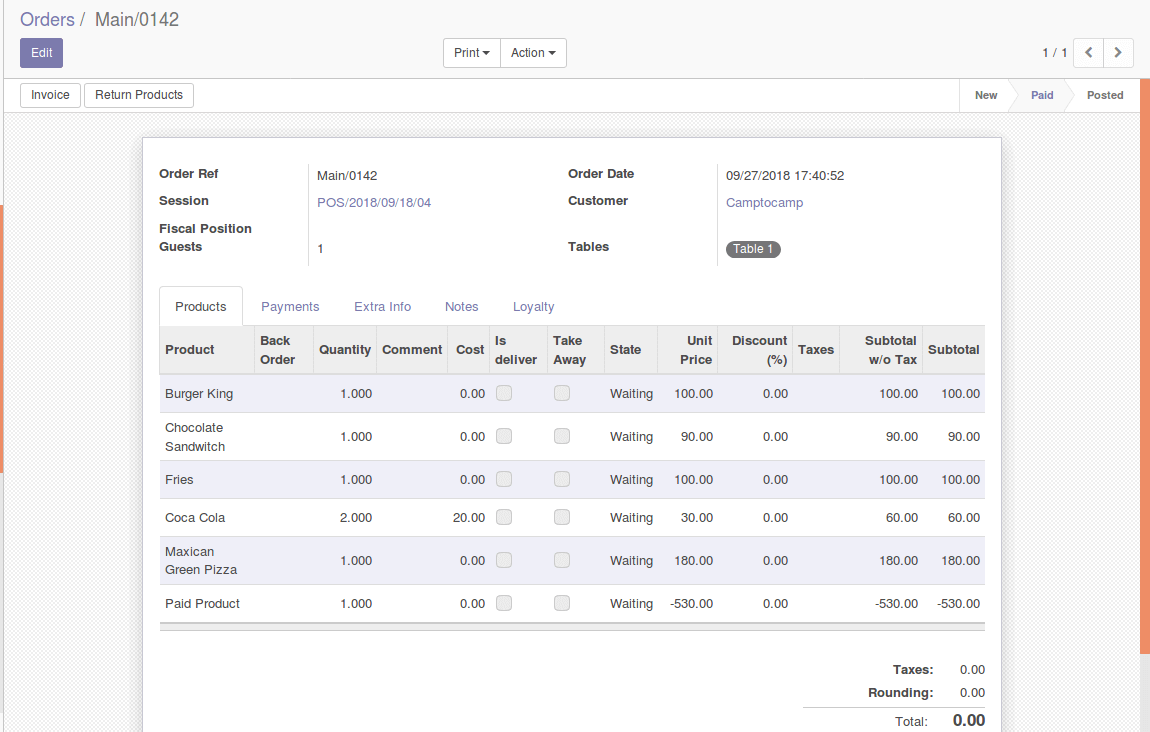 Orders / Main/0142
Edit
Print Action
1 / 1
Invoice Return Products
New Paid Posted
Order Ref Main/0142 Order Date 09/27/2018 17:40:52
Session POS/2018/09/18/04 Customer Camptocamp
Fiscal Position
Guests 1 Tables Table 1
Products Payments Extra Info Notes Loyalty
Product Back Order Quantity Comment Cost Is deliver Take Away State Unit Price Discount (%) Taxes Subtotal w/o Tax Subtotal
Burger King 1.000 0.00 Waiting 100.00 0.00 100.00 100.00
Chocolate
Sandwitch 1.000 0.00 Waiting 90.00 0.00 90.00 90.00
Fries 1.000 0.00 Waiting 100.00 0.00 100.00 100.00
Coca Cola 2.000 20.00 Waiting 30.00 0.00 60.00 60.00
Maxican
Green Pizza 1.000 0.00 Waiting 180.00 0.00 180.00 180.00
Paid Product 1.000 0.00 Waiting -530.00 0.00 -530.00 -530.00
Taxes: 0.00
Rounding: 0.00
Total: 0.00